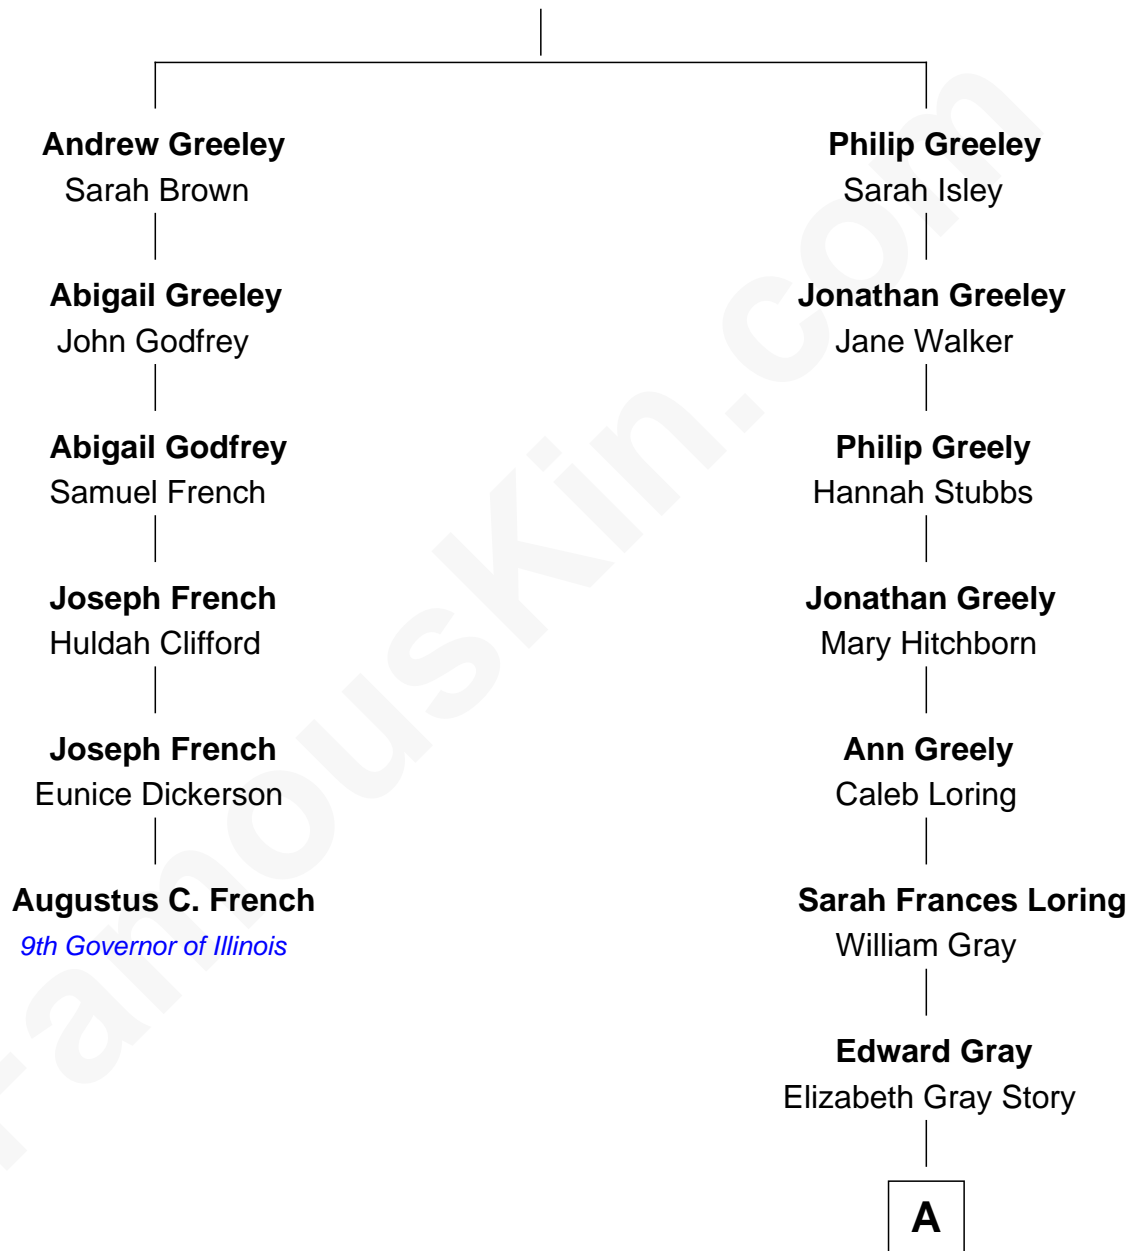 Andrew Greeley
Sarah Brown
Abigail Greeley
John Godfrey
Abigail Godfrey
Samuel French
Joseph French
Huldah Clifford
Joseph French
Eunice Dickerson
Augustus C. French
9th Governor of Illinois
Philip Greeley
Sarah Isley
Jonathan Greeley
Jane Walker
Philip Greely
Hannah Stubbs
Jonathan Greely
Mary Hitchborn
Ann Greely
Caleb Loring
Sarah Frances Loring
William Gray
Edward Gray
Elizabeth Gray Story
A
FamousKin.com